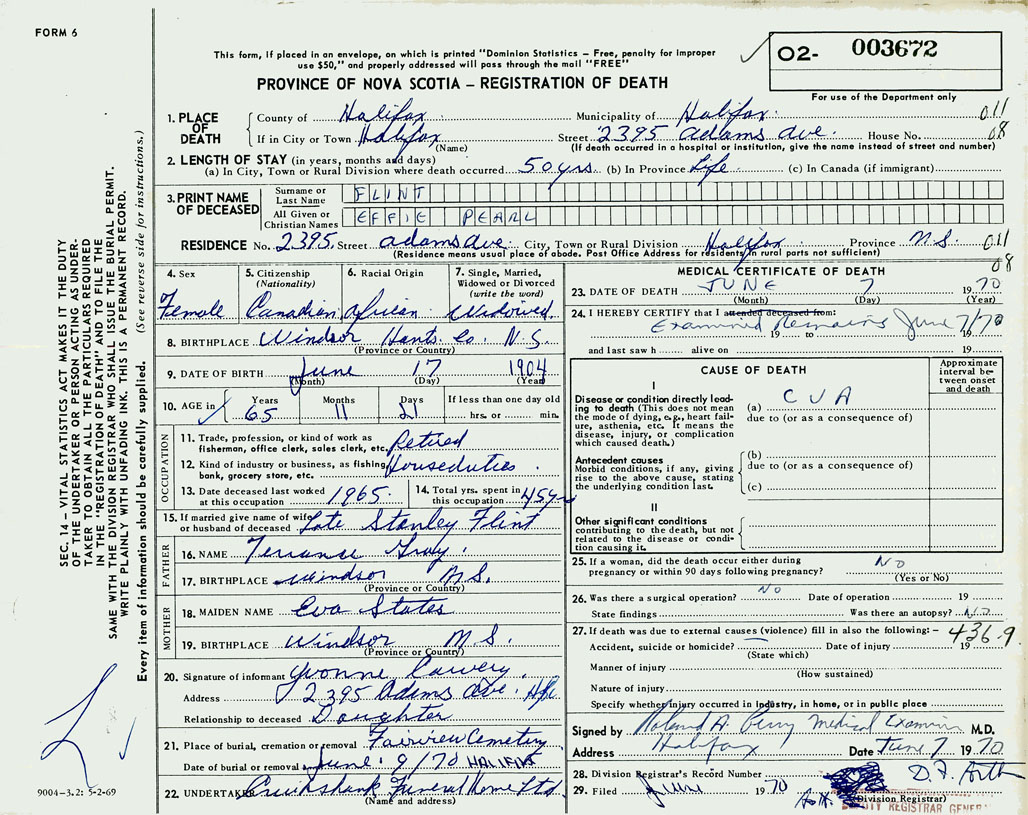 FORM 6
This form, if placed in an envelope, on which is printed "Dominion Statistics – Free, penalty for improper
use $50," and properly addressed will pass through the mail "FREE"
O2- 003672
For use of the Department only
PROVINCE OF NOVA SCOTIA – REGISTRATION OF DEATH
1. PLACE OF DEATH
County of Halifax Municipality of Halifax 011
If in City or Town Halifax Street 2395 Adams Ave. House No. 08
(Name) (If death occurred in a hospital or institution, give the name instead of street and number)
2. LENGTH OF STAY (in years, months and days)
(a) In City, Town or Rural Division where death occurred 50 yrs. (b) In Province Life (c) In Canada (if immigrant)
3. PRINT NAME OF DECEASED
Surname or Last Name FLINT
All Given or Christian Names EFFIE PEARL
RESIDENCE No. 2395 Street Adams Ave. City, Town or Rural Division Halifax Province N.S. 011
(Residence means usual place of abode. Post Office Address for residents in rural parts not sufficient) 08
4. Sex Female
5. Citizenship (Nationality) Canadian
6. Racial Origin African
7. Single, Married, Widowed or Divorced (write the word) Widowed
8. BIRTHPLACE Windsor Hants Co. N.S.
(Province or Country)
9. DATE OF BIRTH June 17 1904
(Month) (Day) (Year)
10. AGE in Years 65 Months 11 Days 21 If less than one day old hrs. or min.
OCCUPATION
11. Trade, profession, or kind of work as fisherman, office clerk, sales clerk, etc. Retired
12. Kind of industry or business, as fishing, bank, grocery store, etc. Houseduties
13. Date deceased last worked at this occupation 1965
14. Total yrs. spent in this occupation 45 yrs
15. If married give name of wife or husband of deceased Late Stanley Flint
FATHER
16. NAME Terrance Gray
17. BIRTHPLACE Windsor N.S.
(Province or Country)
MOTHER
18. MAIDEN NAME Eva States
19. BIRTHPLACE Windsor N.S.
(Province or Country)
20. Signature of informant Yvonne
Address 2395 Adams Ave. Hfx
Relationship to deceased Daughter
21. Place of burial, cremation or removal Fairview Cemetery
Date of burial or removal June 9/70 HALIFAX
22. UNDERTAKER Cruikshank Funeral Home Ltd.
(Name and address)
MEDICAL CERTIFICATE OF DEATH
23. DATE OF DEATH JUNE 7 1970
(Month) (Day) (Year)
24. I HEREBY CERTIFY that I attended deceased from:
Examined Remains June 7/70
19 to 19
and last saw h alive on 19
CAUSE OF DEATH
Approximate interval between onset and death
I
Disease or condition directly leading to death (This does not mean the mode of dying, e.g., heart failure, asthenia, etc. It means the disease, injury, or complication which caused death.)
(a) CVA
due to (or as a consequence of)
Antecedent causes
Morbid conditions, if any, giving rise to the above cause, stating the underlying condition last.
(b)
due to (or as a consequence of)
(c)
II
Other significant conditions
contributing to the death, but not related to the disease or condition causing it.
25. If a woman, did the death occur either during
pregnancy or within 90 days following pregnancy? No
(Yes or No)
26. Was there a surgical operation? No Date of operation 19
State findings Was there an autopsy? No
27. If death was due to external causes (violence) fill in also the following:– 436.9
Accident, suicide or homicide? Date of injury 19
(State which)
Manner of injury
(How sustained)
Nature of injury
Specify whether injury occurred in industry, in home, or in public place
Signed by Roland A. Perry Medical Examiner M.D.
Address Halifax Date June 7 1970
28. Division Registrar's Record Number
29. Filed June 1970
(Division Registrar)
DEPUTY REGISTRAR GENERAL
SEC. 14 – VITAL STATISTICS ACT MAKES IT THE DUTY
OF THE UNDERTAKER OR PERSON ACTING AS UNDER-
TAKER TO OBTAIN ALL THE PARTICULARS REQUIRED
IN THE "REGISTRATION OF DEATH" AND TO FILE THE
SAME WITH THE DIVISION REGISTRAR WHO SHALL ISSUE THE BURIAL PERMIT.
WRITE PLAINLY WITH UNFADING INK. THIS IS A PERMANENT RECORD.
Every item of information should be carefully supplied. (See reverse side for instructions.)
9004–3.2: 5-2-69